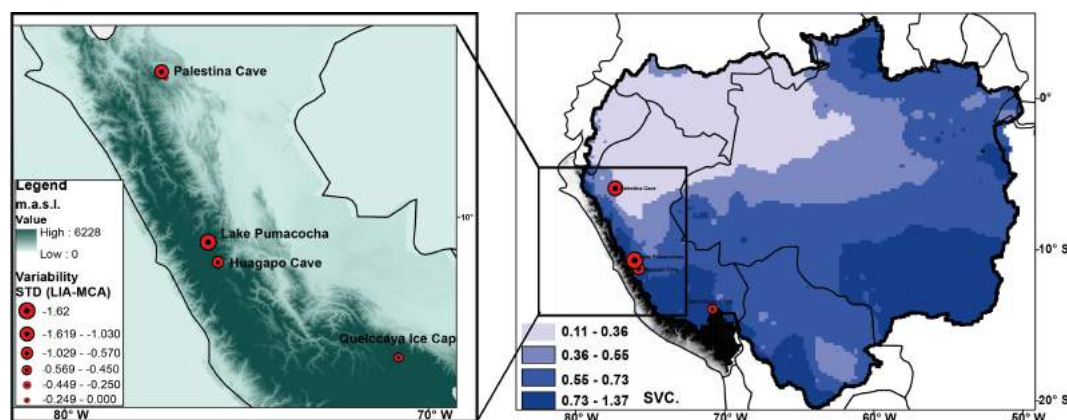 Palestina Cave
Lake Pumacocha
Huagapo Cave
Quelccaya Ice Cap
Legend
m.a.s.l.
Value
High : 6228
Low : 0
Variability
STD (LIA-MCA)
-1.62
-1.619 - -1.030
-1.029 - -0.570
-0.569 - -0.450
-0.449 - -0.250
-0.249 - 0.000
10°
80° W
70° W
Palestina Cave
0.11 - 0.36
0.36 - 0.55
0.55 - 0.73
0.73 - 1.37
SVC.
0°
10° S
20° S
80° W
70° W
60° W
50° W